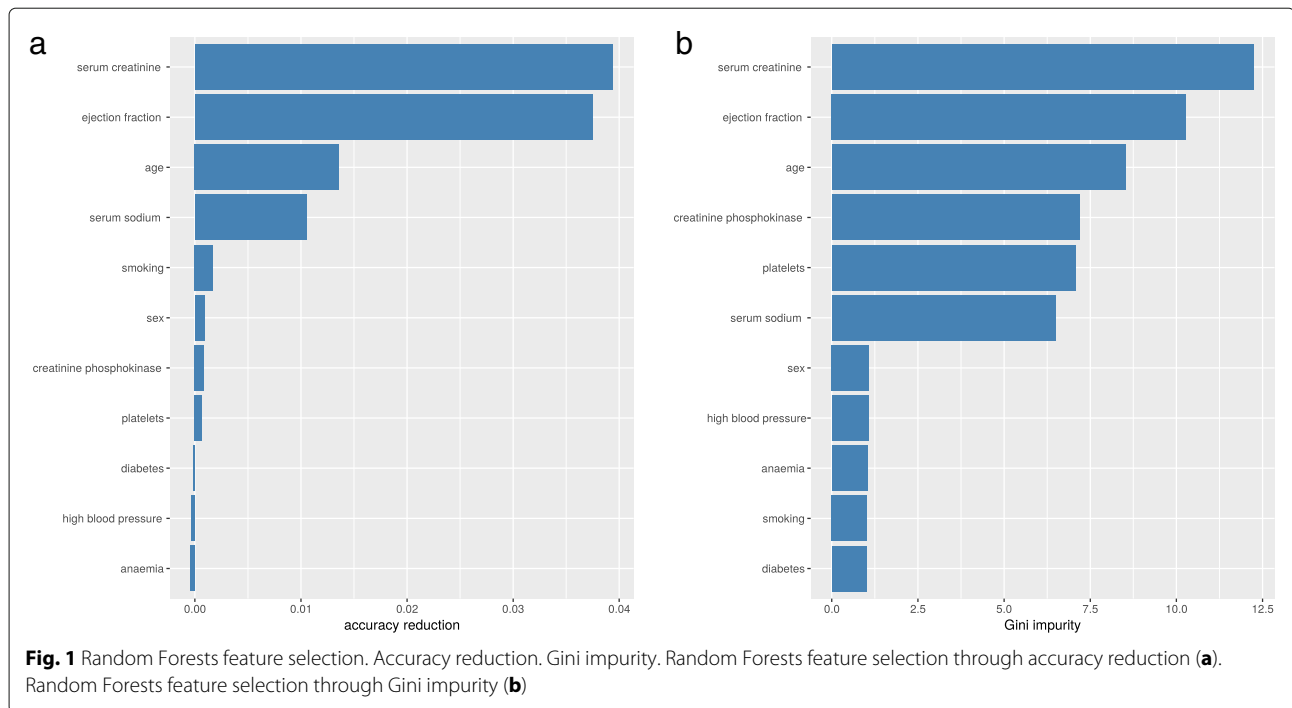 a
serum creatinine
ejection fraction
age
serum sodium
smoking
sex
creatinine phosphokinase
platelets
diabetes
high blood pressure
anaemia
0.00 0.01 0.02 0.03 0.04
accuracy reduction
b
serum creatinine
ejection fraction
age
creatinine phosphokinase
platelets
serum sodium
sex
high blood pressure
anaemia
smoking
diabetes
0.0 2.5 5.0 7.5 10.0 12.5
Gini impurity
Fig. 1 Random Forests feature selection. Accuracy reduction. Gini impurity. Random Forests feature selection through accuracy reduction (a).
Random Forests feature selection through Gini impurity (b)